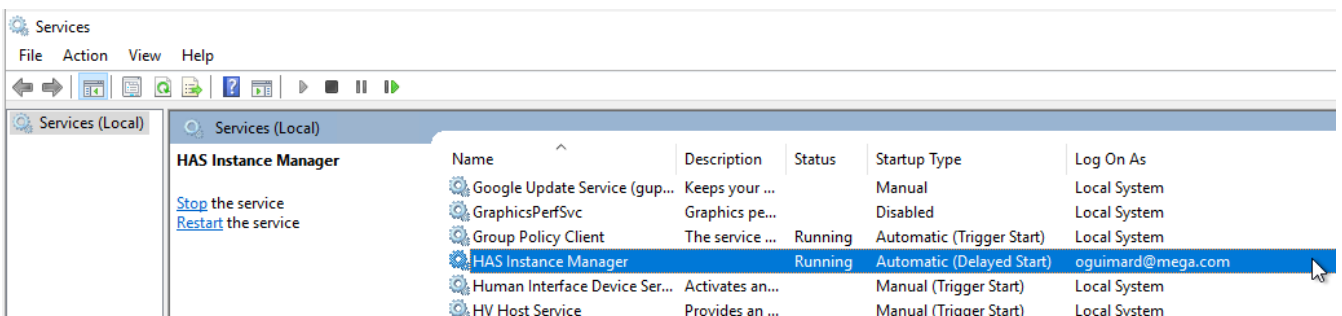 Services
File Action View Help
Services (Local)
Services (Local)
HAS Instance Manager
Stop the service
Restart the service
Name Description Status Startup Type Log On As
Google Update Service (gup... Keeps your ... Manual Local System
GraphicsPerfSvc Graphics pe... Disabled Local System
Group Policy Client The service ... Running Automatic (Trigger Start) Local System
HAS Instance Manager Running Automatic (Delayed Start) oguimard@mega.com
Human Interface Device Ser... Activates an... Manual (Trigger Start) Local System
HV Host Service Provides an ... Manual (Trigger Start) Local System